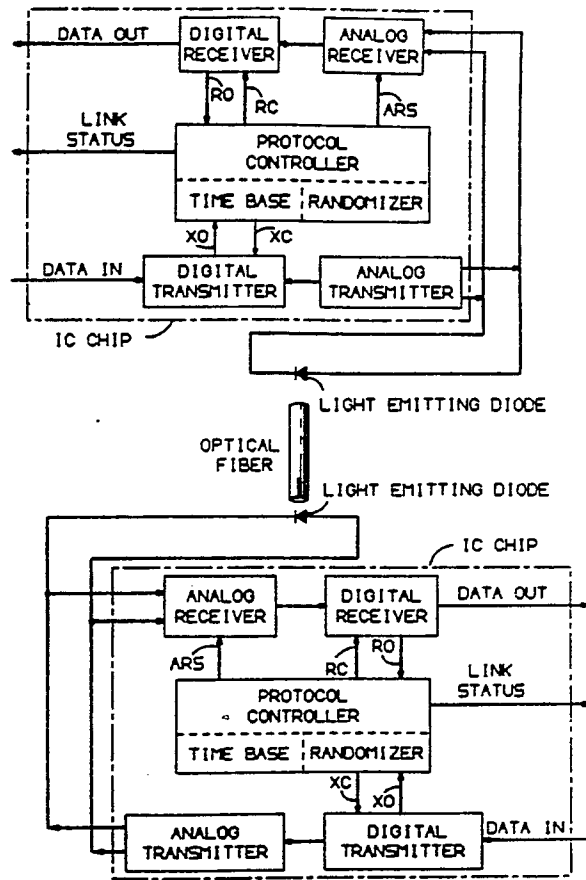 DATA OUT
DIGITAL
RECEIVER
ANALOG
RECEIVER
RO
RC
ARS
LINK
STATUS
PROTOCOL
CONTROLLER
TIME BASE
RANDOMIZER
XO
XC
DATA IN
DIGITAL
TRANSMITTER
ANALOG
TRANSMITTER
IC CHIP
LIGHT EMITTING DIODE
OPTICAL
FIBER
LIGHT EMITTING DIODE
IC CHIP
ANALOG
RECEIVER
DIGITAL
RECEIVER
DATA OUT
ARS
RC
RO
LINK
STATUS
PROTOCOL
CONTROLLER
TIME BASE
RANDOMIZER
XC
XO
ANALOG
TRANSMITTER
DIGITAL
TRANSMITTER
DATA IN